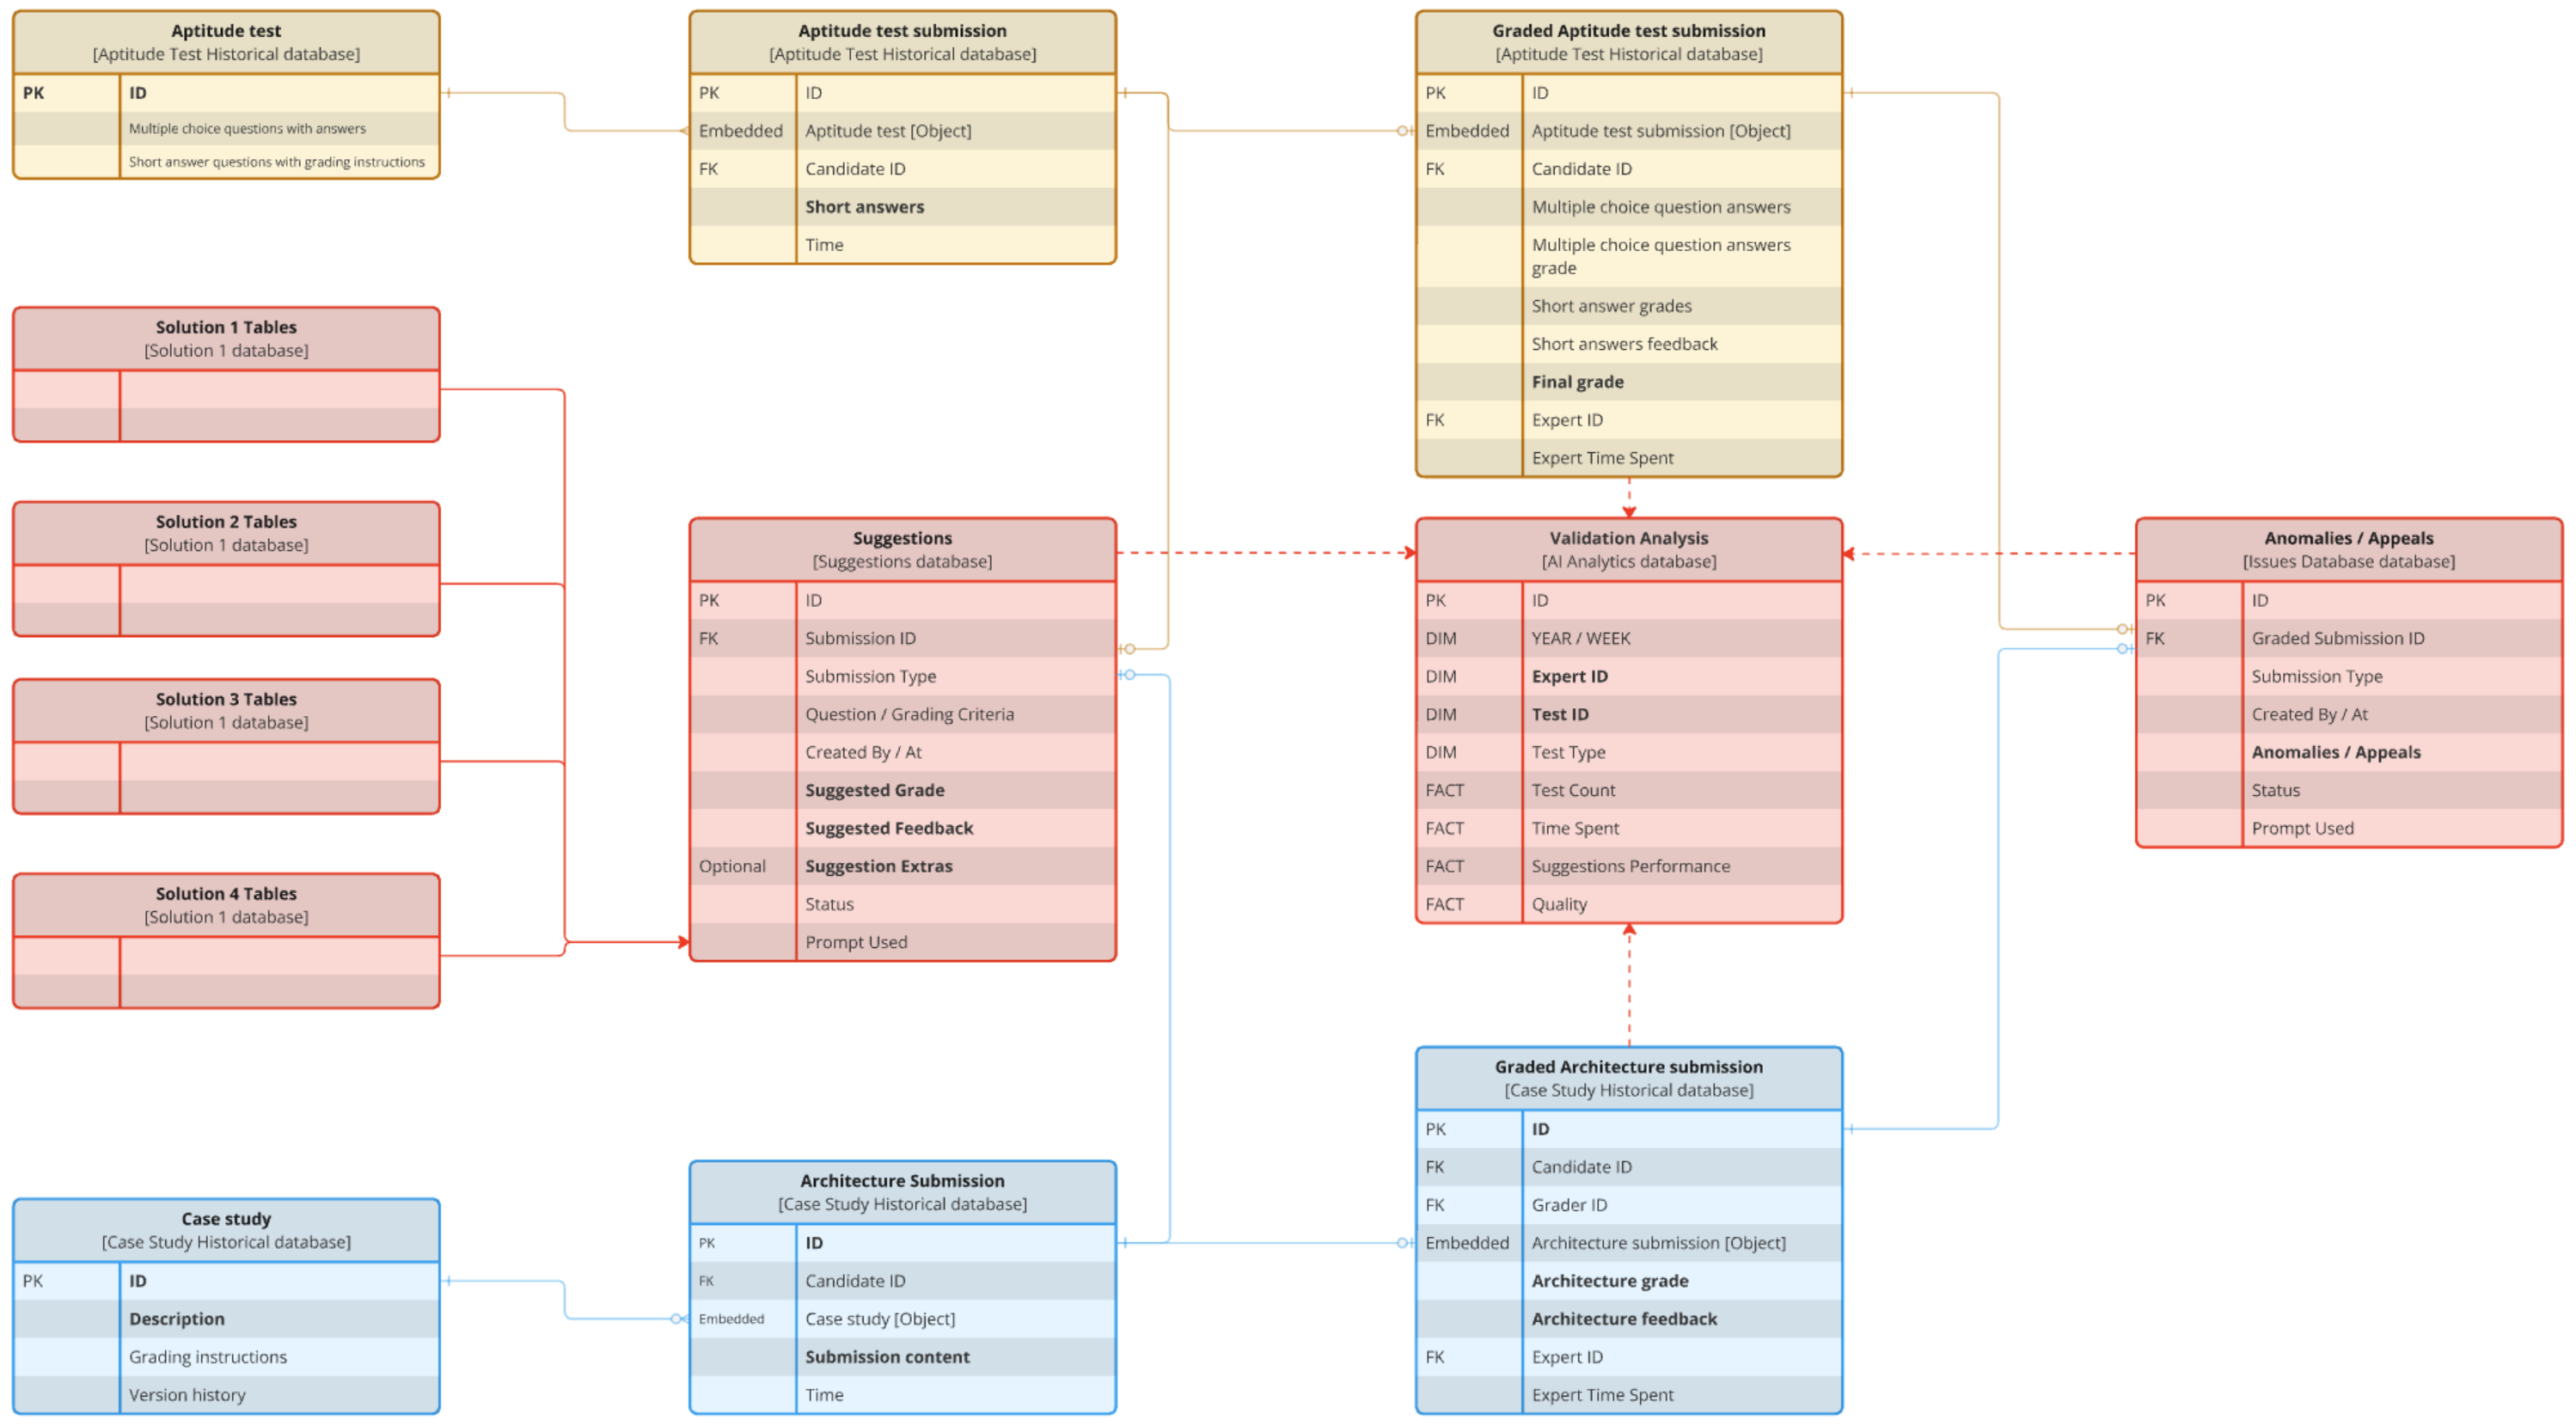 Aptitude test
[Aptitude Test Historical database]
PK ID
Multiple choice questions with answers
Short answer questions with grading instructions
Aptitude test submission
[Aptitude Test Historical database]
PK ID
Embedded Aptitude test [Object]
FK Candidate ID
Short answers
Time
Graded Aptitude test submission
[Aptitude Test Historical database]
PK ID
Embedded Aptitude test submission [Object]
FK Candidate ID
Multiple choice question answers
Multiple choice question answers
grade
Short answer grades
Short answers feedback
Final grade
FK Expert ID
Expert Time Spent
Solution 1 Tables
[Solution 1 database]
Solution 2 Tables
[Solution 1 database]
Solution 3 Tables
[Solution 1 database]
Solution 4 Tables
[Solution 1 database]
Suggestions
[Suggestions database]
PK ID
FK Submission ID
Submission Type
Question / Grading Criteria
Created By / At
Suggested Grade
Suggested Feedback
Optional Suggestion Extras
Status
Prompt Used
Validation Analysis
[AI Analytics database]
PK ID
DIM YEAR / WEEK
DIM Expert ID
DIM Test ID
DIM Test Type
FACT Test Count
FACT Time Spent
FACT Suggestions Performance
FACT Quality
Anomalies / Appeals
[Issues Database database]
PK ID
FK Graded Submission ID
Submission Type
Created By / At
Anomalies / Appeals
Status
Prompt Used
Case study
[Case Study Historical database]
PK ID
Description
Grading instructions
Version history
Architecture Submission
[Case Study Historical database]
PK ID
FK Candidate ID
Embedded Case study [Object]
Submission content
Time
Graded Architecture submission
[Case Study Historical database]
PK ID
FK Candidate ID
FK Grader ID
Embedded Architecture submission [Object]
Architecture grade
Architecture feedback
FK Expert ID
Expert Time Spent